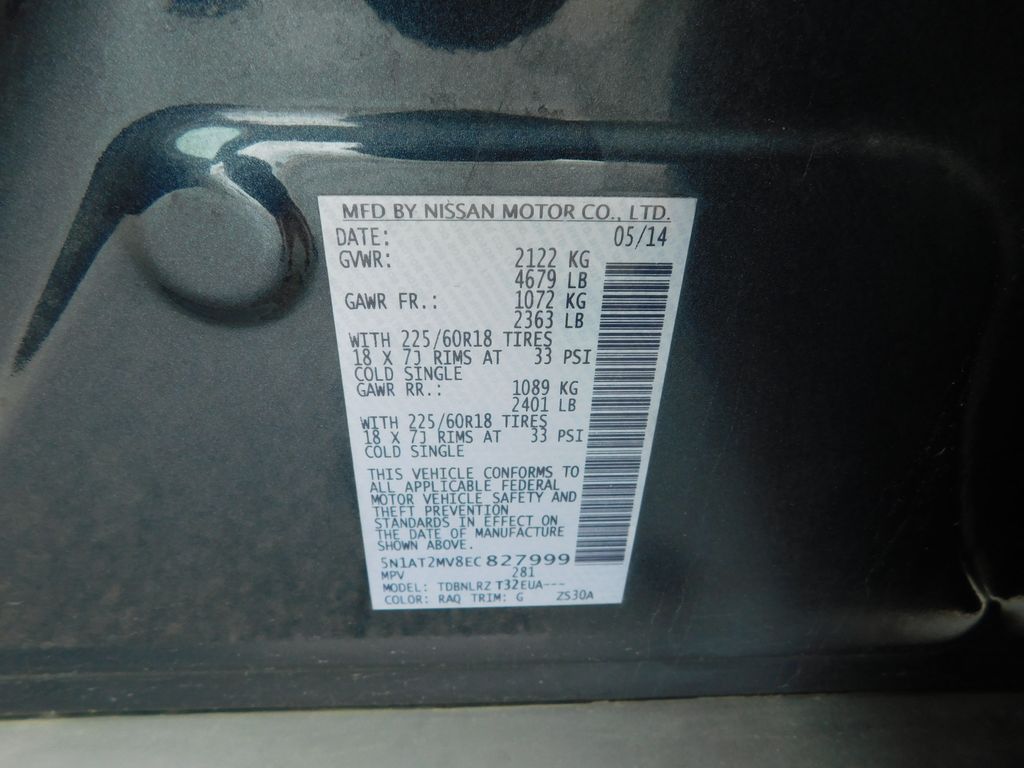 MFD BY NISSAN MOTOR CO., LTD.
DATE: 05/14
GVWR: 2122 KG
4679 LB
GAWR FR.: 1072 KG
2363 LB
WITH 225/60R18 TIRES
18 X 7J RIMS AT 33 PSI
COLD SINGLE
GAWR RR.: 1089 KG
2401 LB
WITH 225/60R18 TIRES
18 X 7J RIMS AT 33 PSI
COLD SINGLE
THIS VEHICLE CONFORMS TO
ALL APPLICABLE FEDERAL
MOTOR VEHICLE SAFETY AND
THEFT PREVENTION
STANDARDS IN EFFECT ON
THE DATE OF MANUFACTURE
SHOWN ABOVE.
5N1AT2MV8EC 827999
MPV 281
MODEL: TDBNLRZ T32EUA---
COLOR: RAQ TRIM: G ZS30A